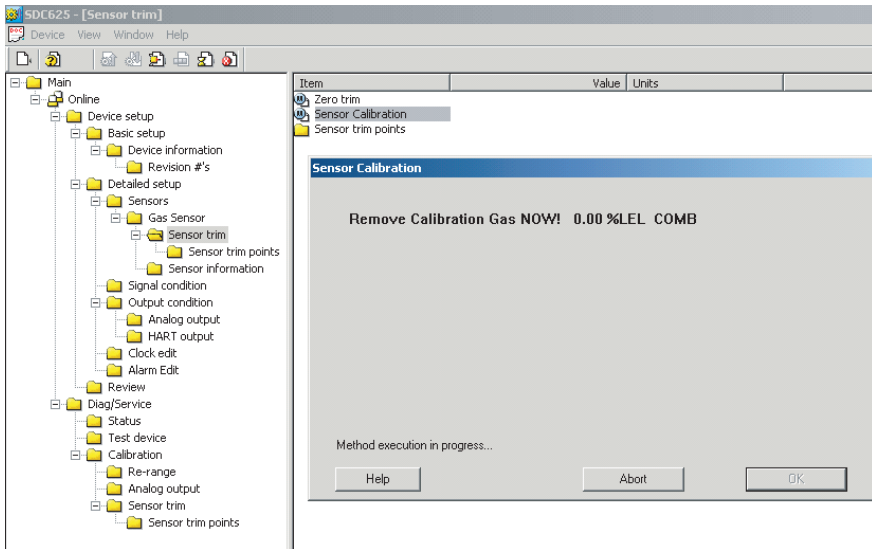 SDC625 - [Sensor trim]
Device View Window Help
Main
Online
Device setup
Basic setup
Device information
Revision #'s
Detailed setup
Sensors
Gas Sensor
Sensor trim
Sensor trim points
Sensor information
Signal condition
Output condition
Analog output
HART output
Clock edit
Alarm Edit
Review
Diag/Service
Status
Test device
Calibration
Re-range
Analog output
Sensor trim
Sensor trim points
Item Value Units
Zero trim
Sensor Calibration
Sensor trim points
Sensor Calibration
Remove Calibration Gas NOW! 0.00 %LEL COMB
Method execution in progress...
Help Abort OK